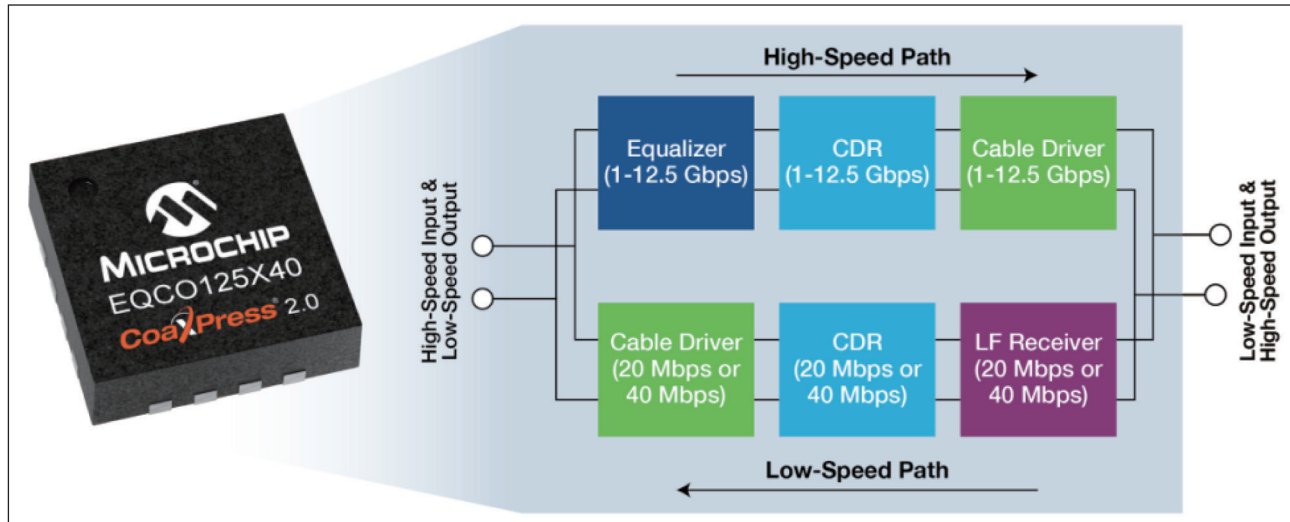 MICROCHIP
EQCO125X40
CoaXPress® 2.0
High-Speed Input &
Low-Speed Output
High-Speed Path
Equalizer
(1-12.5 Gbps)
CDR
(1-12.5 Gbps)
Cable Driver
(1-12.5 Gbps)
Cable Driver
(20 Mbps or
40 Mbps)
CDR
(20 Mbps or
40 Mbps)
LF Receiver
(20 Mbps or
40 Mbps)
Low-Speed Path
Low-Speed Input &
High-Speed Output